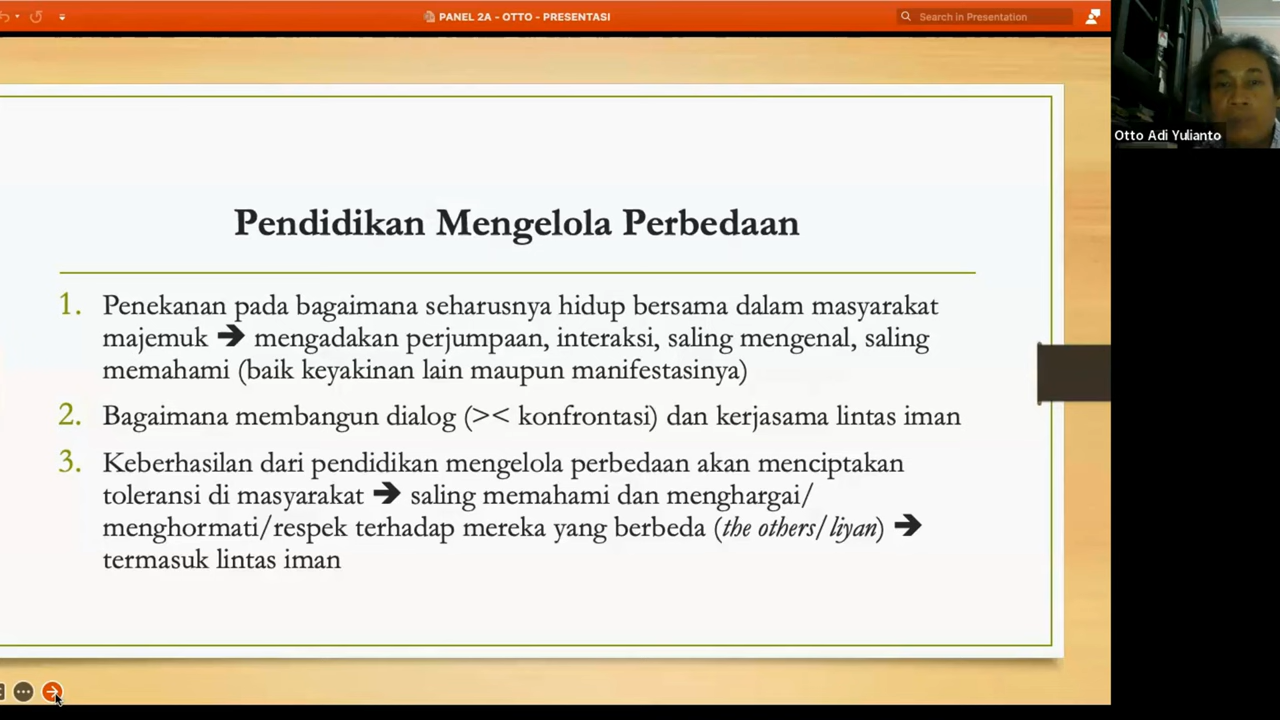 PANEL 2A - OTTO - PRESENTASI
Search in Presentation
Otto Adi Yulianto
Pendidikan Mengelola Perbedaan
1. Penekanan pada bagaimana seharusnya hidup bersama dalam masyarakat
majemuk ➔ mengadakan perjumpaan, interaksi, saling mengenal, saling
memahami (baik keyakinan lain maupun manifestasinya)
2. Bagaimana membangun dialog (>< konfrontasi) dan kerjasama lintas iman
3. Keberhasilan dari pendidikan mengelola perbedaan akan menciptakan
toleransi di masyarakat ➔ saling memahami dan menghargai/
menghormati/respek terhadap mereka yang berbeda (the others/liyan) ➔
termasuk lintas iman